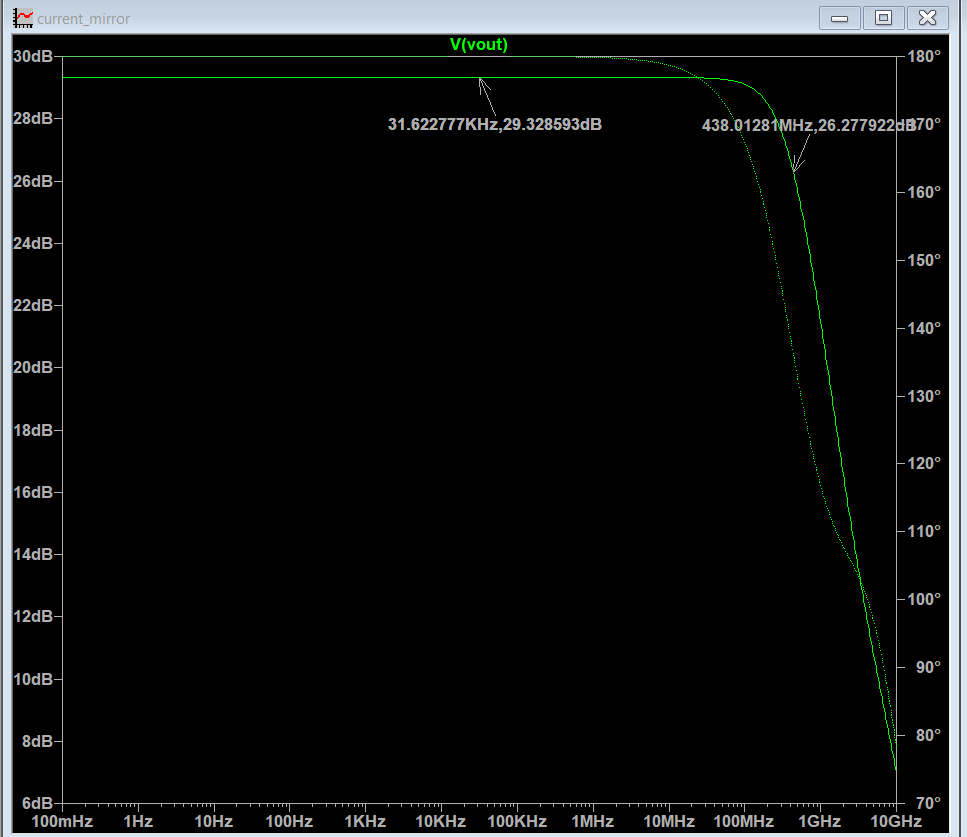 current_mirror
V(vout)
30dB
28dB
26dB
24dB
22dB
20dB
18dB
16dB
14dB
12dB
10dB
8dB
6dB
31.622777KHz,29.328593dB
438.01281MHz,26.277922dB
180°
170°
160°
150°
140°
130°
120°
110°
100°
90°
80°
70°
100mHz 1Hz 10Hz 100Hz 1KHz 10KHz 100KHz 1MHz 10MHz 100MHz 1GHz 10GHz